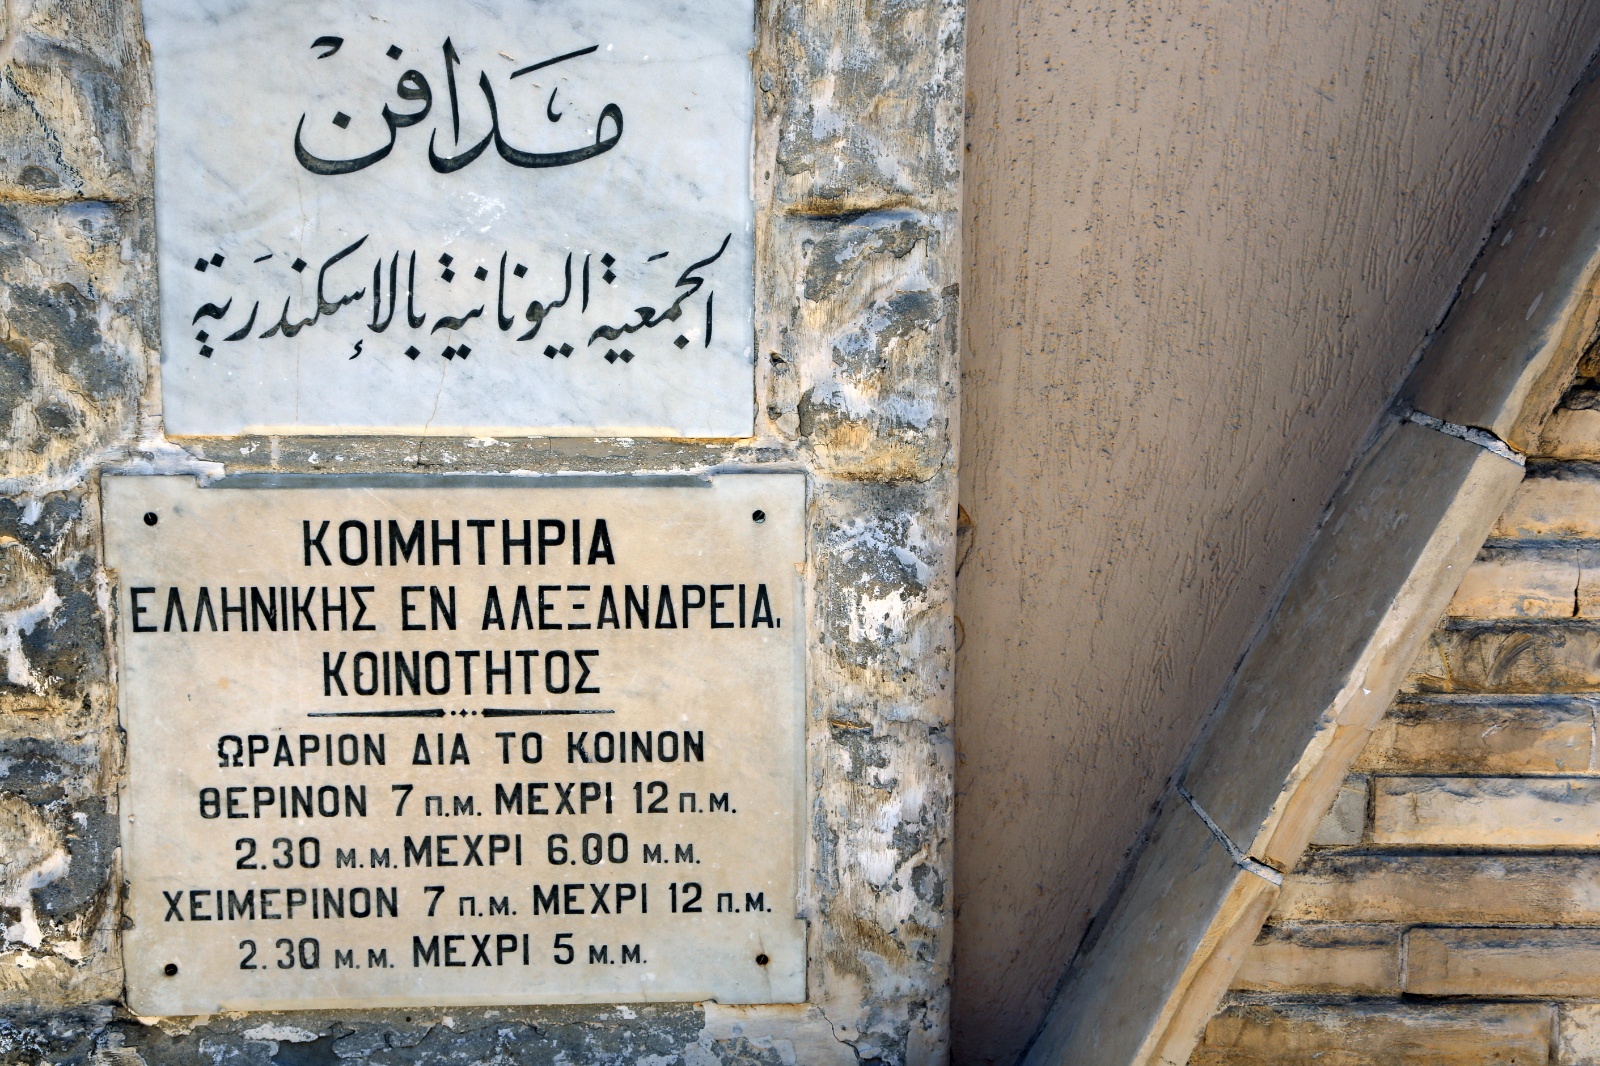 مدافن
الجمعية اليونانية بالإسكندرية
ΚΟΙΜΗΤΗΡΙΑ
ΕΛΛΗΝΙΚΗΣ ΕΝ ΑΛΕΞΑΝΔΡΕΙΑ.
ΚΟΙΝΟΤΗΤΟΣ
ΩΡΑΡΙΟΝ ΔΙΑ ΤΟ ΚΟΙΝΟΝ
ΘΕΡΙΝΟΝ 7 Π.Μ. ΜΕΧΡΙ 12 Π.Μ.
2.30 Μ.Μ. ΜΕΧΡΙ 6.00 Μ.Μ.
ΧΕΙΜΕΡΙΝΟΝ 7 Π.Μ. ΜΕΧΡΙ 12 Π.Μ.
2.30 Μ.Μ. ΜΕΧΡΙ 5 Μ.Μ.